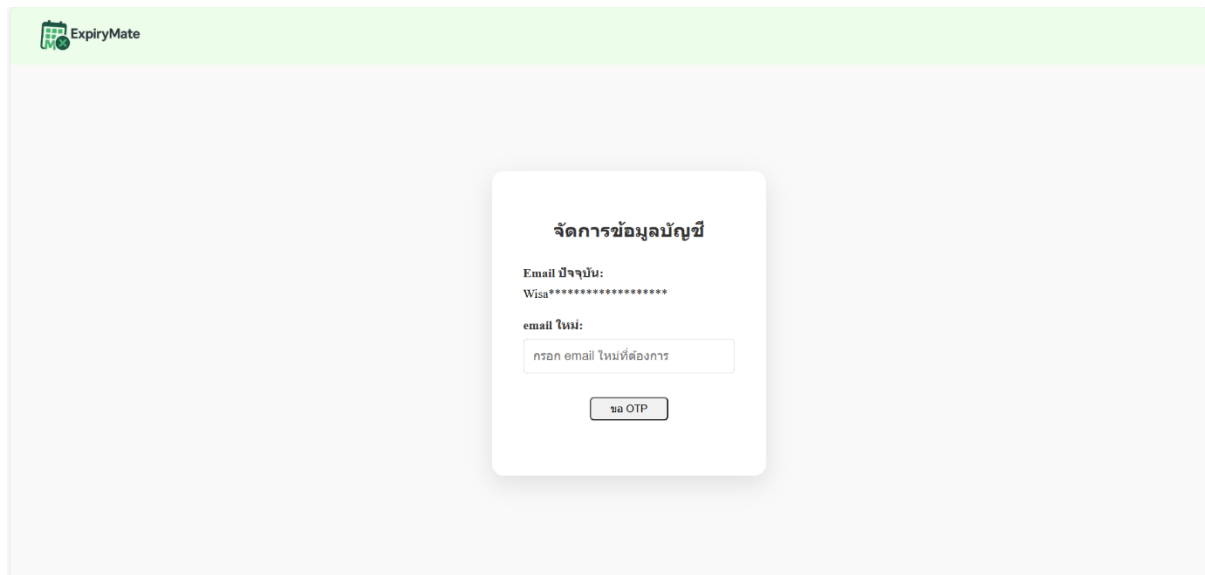 ExpiryMate
จัดการข้อมูลบัญชี
Email ปัจจุบัน:
Wisa*******************
email ใหม่:
กรอก email ใหม่ที่ต้องการ
ขอ OTP